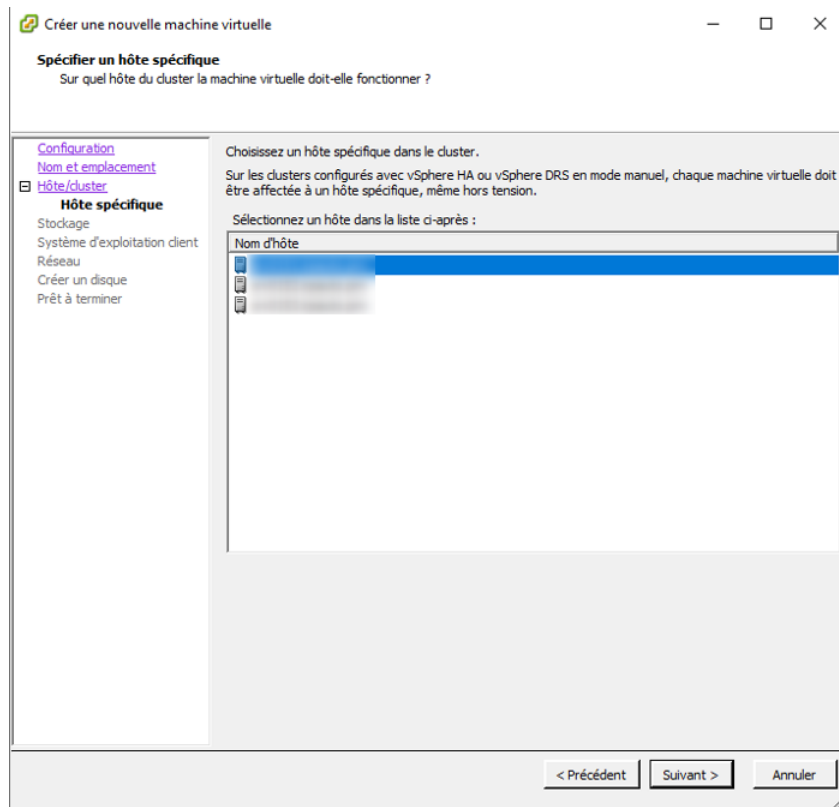 Créer une nouvelle machine virtuelle
Spécifier un hôte spécifique
Sur quel hôte du cluster la machine virtuelle doit-elle fonctionner ?
Configuration
Nom et emplacement
Hôte/cluster
Hôte spécifique
Stockage
Système d'exploitation client
Réseau
Créer un disque
Prêt à terminer
Choisissez un hôte spécifique dans le cluster.
Sur les clusters configurés avec vSphere HA ou vSphere DRS en mode manuel, chaque machine virtuelle doit
être affectée à un hôte spécifique, même hors tension.
Sélectionnez un hôte dans la liste ci-après :
Nom d'hôte
< Précédent
Suivant >
Annuler